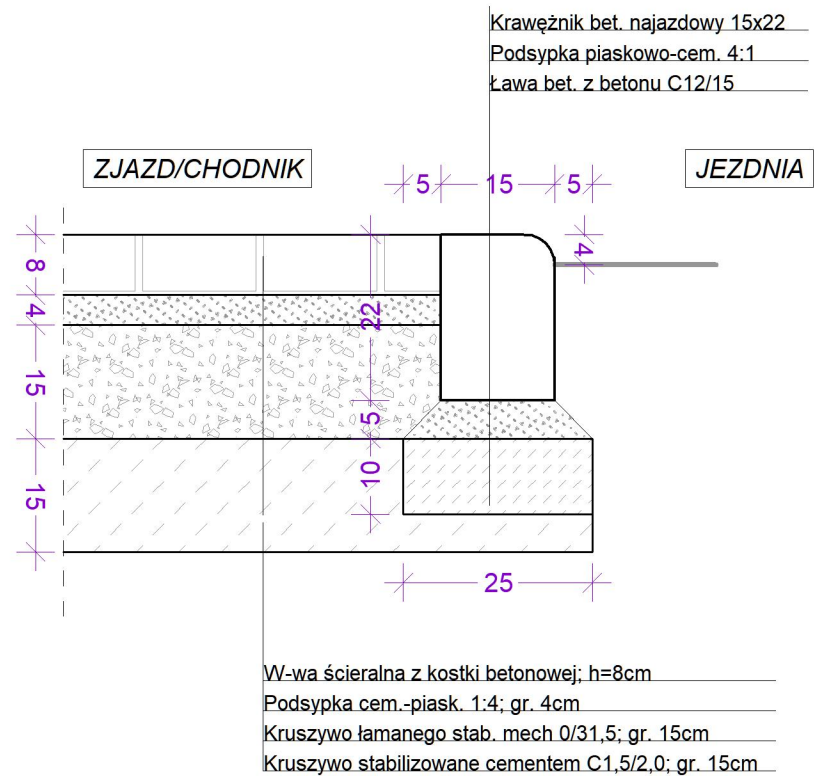 Krawężnik bet. najazdowy 15x22
Podsypka piaskowo-cem. 4:1
Ława bet. z betonu C12/15
ZJAZD/CHODNIK
JEZDNIA
5
15
5
8
4
22
4
15
5
10
15
25
W-wa ścieralna z kostki betonowej; h=8cm
Podsypka cem.-piask. 1:4; gr. 4cm
Kruszywo łamanego stab. mech 0/31,5; gr. 15cm
Kruszywo stabilizowane cementem C1,5/2,0; gr. 15cm